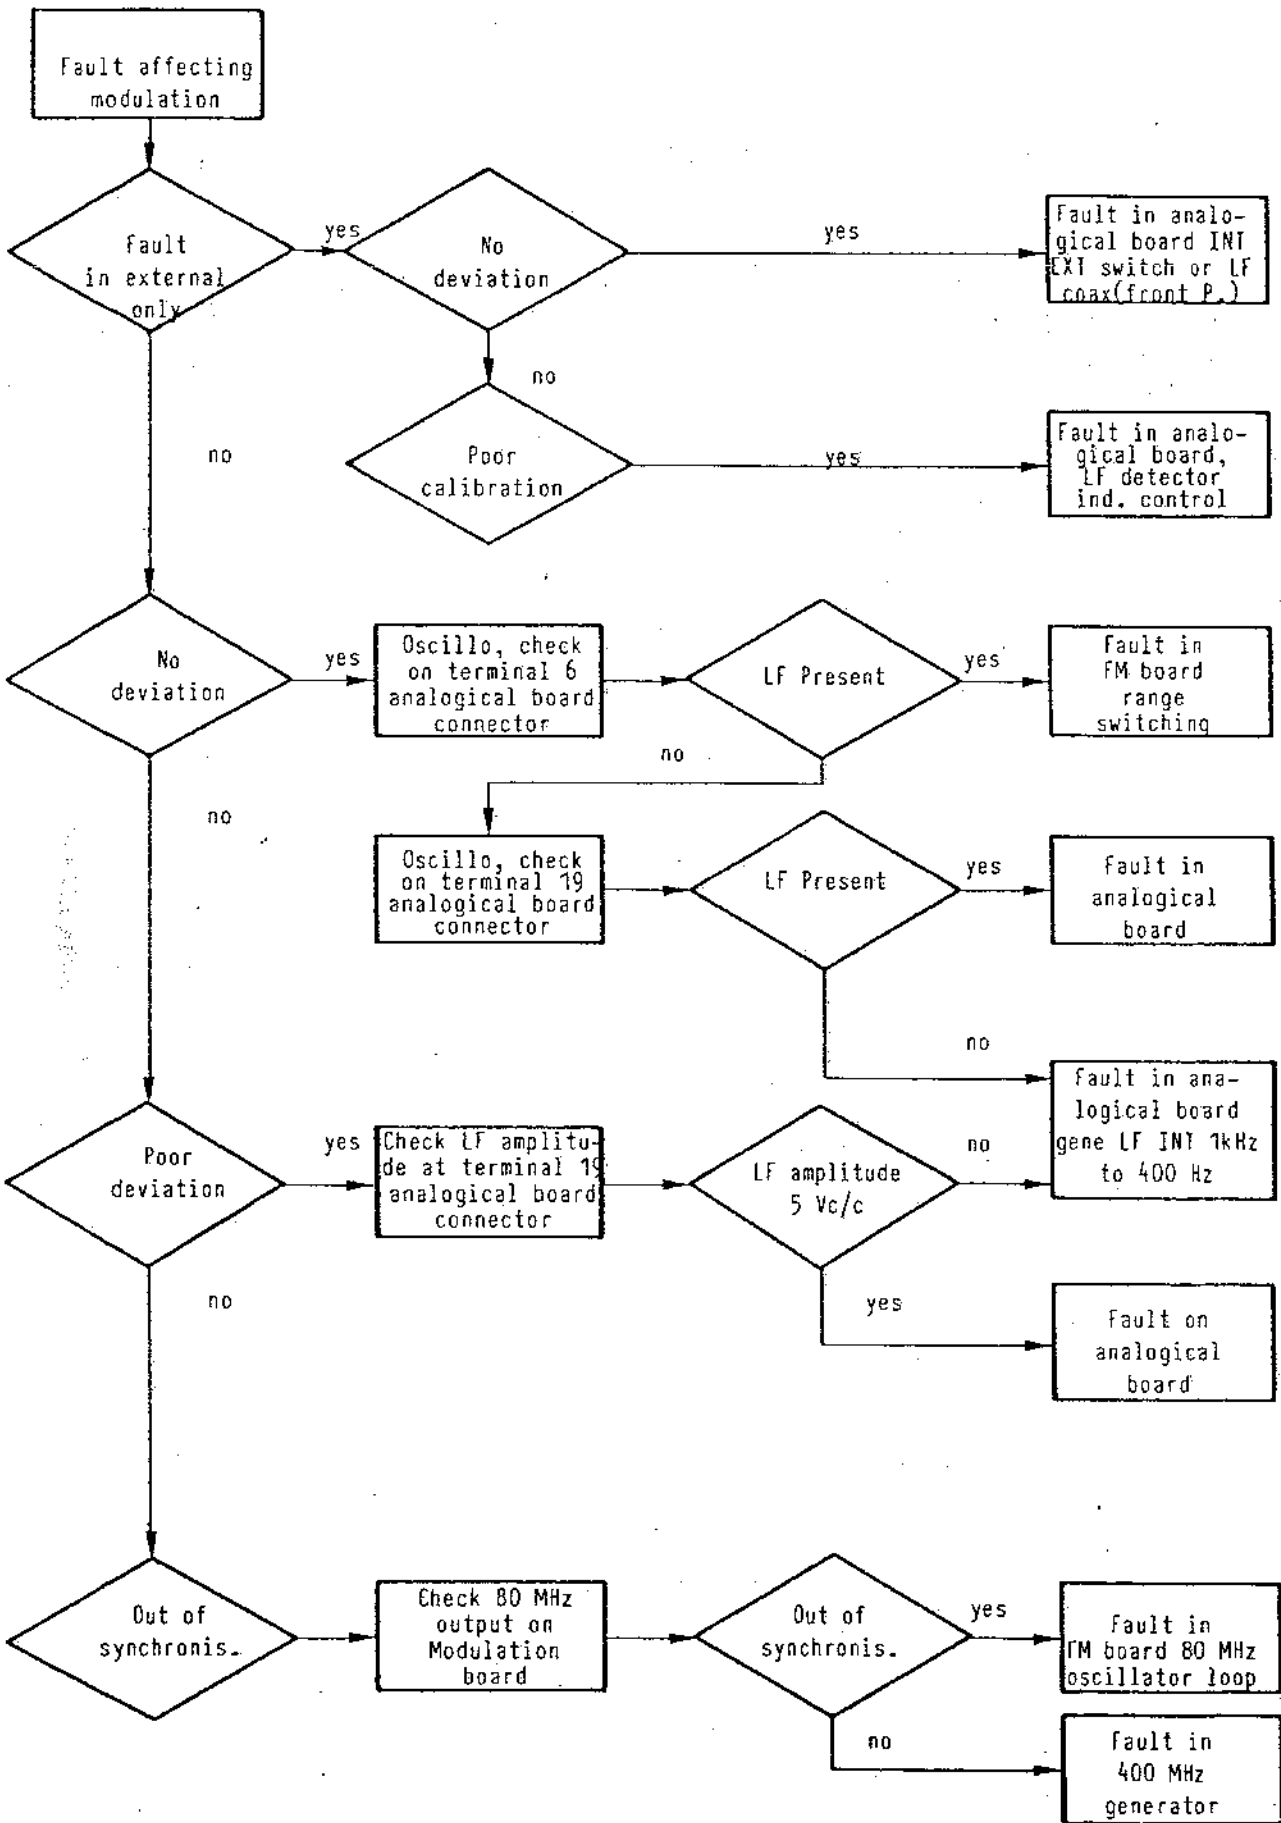 Fault affecting
modulation
Fault
in external
only
yes
No
deviation
yes
Fault in analo-
gical board INT
EXT switch or LF
coax(front P.)
no
no
Poor
calibration
yes
Fault in analo-
gical board,
LF detector
ind. control
No
deviation
yes
Oscillo, check
on terminal 6
analogical board
connector
LF Present
yes
Fault in
FM board
range
switching
no
no
Oscillo, check
on terminal 19
analogical board
connector
LF Present
yes
Fault in
analogical
board
no
Poor
deviation
yes
Check LF amplitu-
de at terminal 19
analogical board
connector
LF amplitude
5 Vc/c
no
Fault in ana-
logical board
gene LF INT 1kHz
to 400 Hz
no
yes
Fault on
analogical
board
Out of
synchronis.
Check 80 MHz
output on
Modulation
board
Out of
synchronis.
yes
Fault in
FM board 80 MHz
oscillator loop
no
Fault in
400 MHz
generator